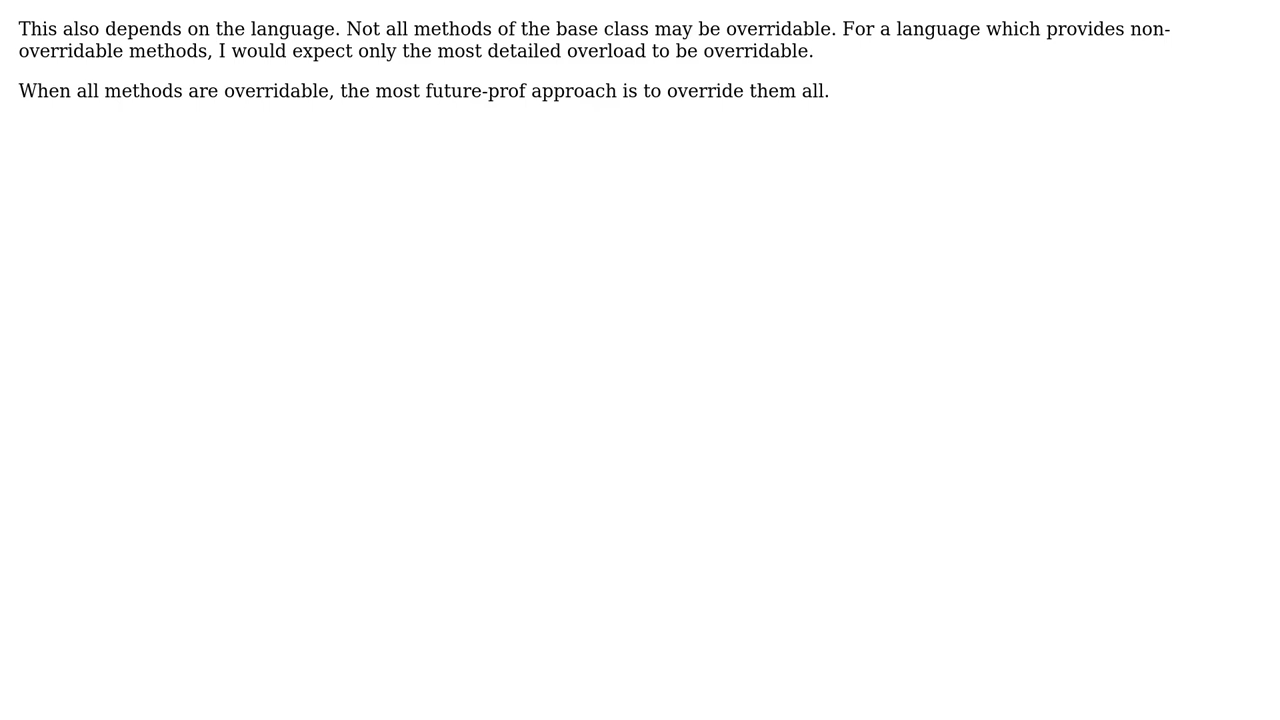 This also depends on the language. Not all methods of the base class may be overridable. For a language which provides non-
overridable methods, I would expect only the most detailed overload to be overridable.
When all methods are overridable, the most future-prof approach is to override them all.